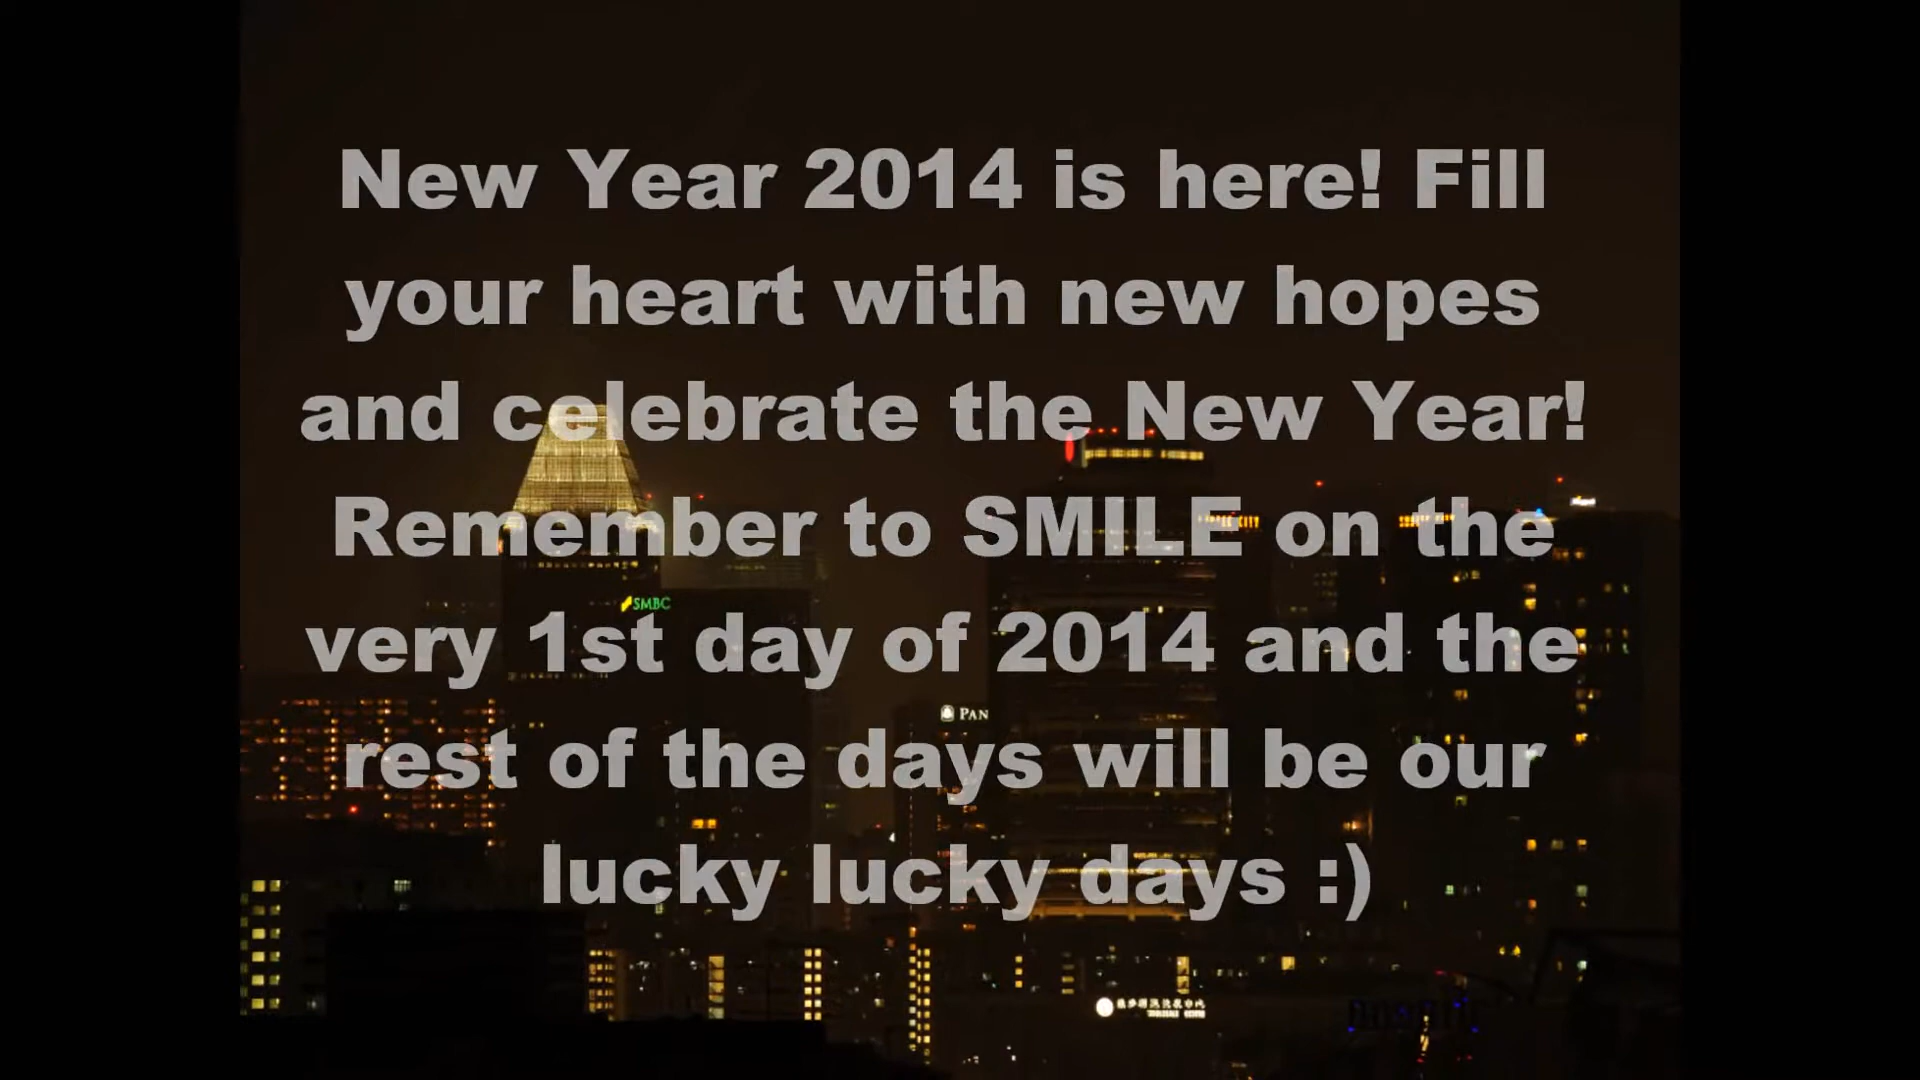 New Year 2014 is here! Fill
your heart with new hopes
and celebrate the New Year!
Remember to SMILE on the
very 1st day of 2014 and the
rest of the days will be our
lucky lucky days :)
SMBC
PAN
CITY